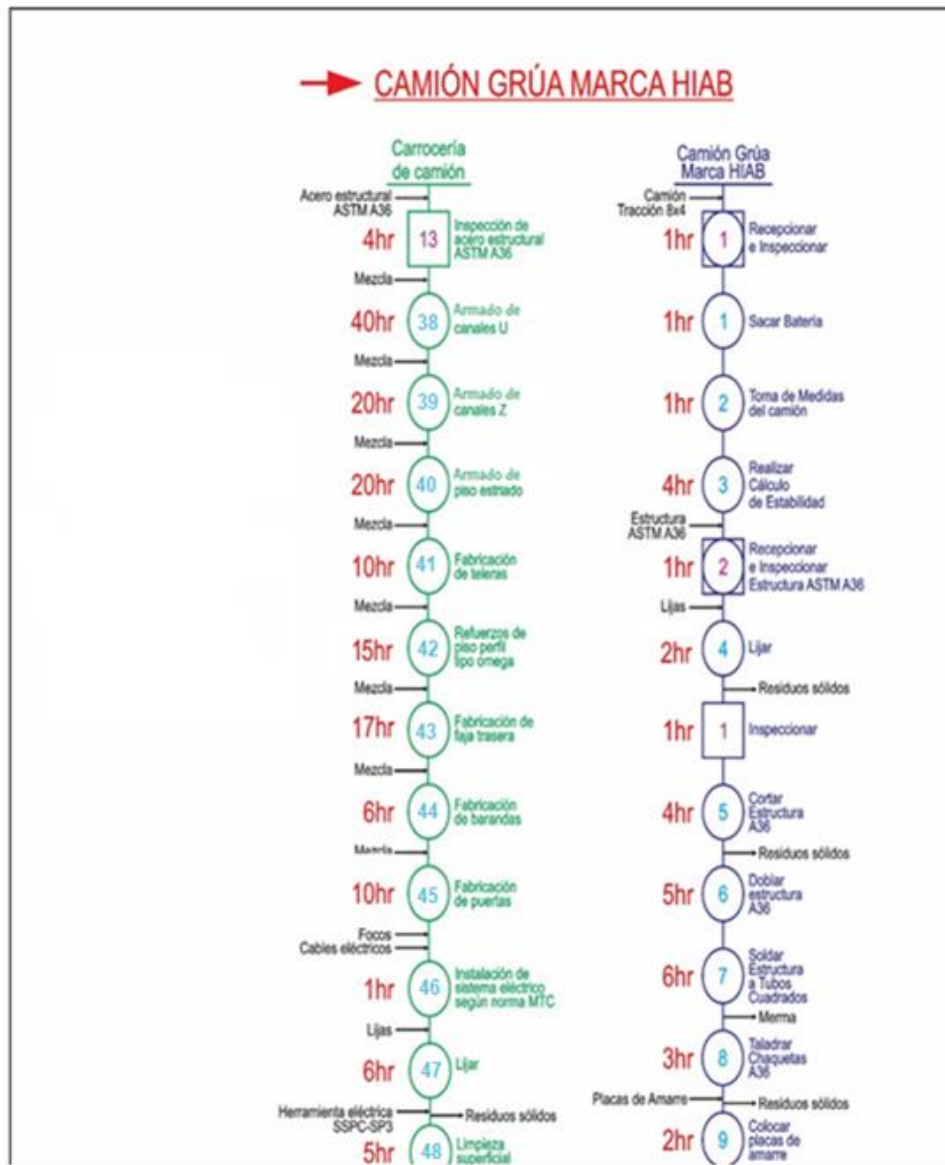 CAMIÓN GRÚA MARCA HIAB
Carrocería
de camión
Acero estructural
ASTM A36
4hr
13
Inspección de
acero estructural
ASTM A36
Mezcla
40hr
38
Armado de
canales U
Mezcla
20hr
39
Armado de
canales Z
Mezcla
20hr
40
Armado de
piso estriado
Mezcla
10hr
41
Fabricación
de teleras
Mezcla
15hr
42
Refuerzos de
piso perfil
tipo omega
Mezcla
17hr
43
Fabricación de
faja trasera
Mezcla
6hr
44
Fabricación
de barandas
Mezcla
10hr
45
Fabricación
de puertas
Focos
Cables eléctricos
1hr
46
Instalación de
sistema eléctrico
según norma MTC
Lijas
6hr
47
Lijar
Herramienta eléctrica
SSPC-SP3
Residuos sólidos
5hr
48
Limpieza
superficial
Camión Grúa
Marca HIAB
Camión
Tracción 8x4
1hr
1
Recepcionar
e Inspeccionar
1hr
1
Sacar Batería
1hr
2
Toma de Medidas
del camión
4hr
3
Realizar
Cálculo
de Estabilidad
Estructura
ASTM A36
1hr
2
Recepcionar
e Inspeccionar
Estructura ASTM A36
Lijas
2hr
4
Lijar
Residuos sólidos
1hr
1
Inspeccionar
4hr
5
Cortar
Estructura
A36
Residuos sólidos
5hr
6
Doblar
estructura
A36
6hr
7
Soldar
Estructura
a Tubos
Cuadrados
Merma
3hr
8
Taladrar
Chaquetas
A36
Placas de Amarre
Residuos sólidos
2hr
9
Colocar
placas de
amarre